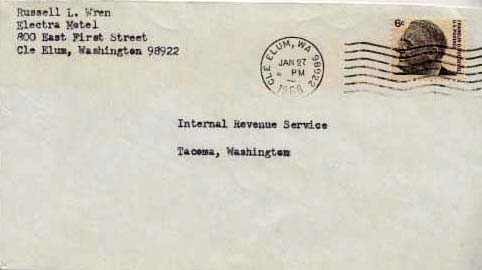 Russell L. Wren
Electra Motel
800 East First Street
Cle Elum, Washington 98922
CLE ELUM, WA 98922
JAN 27
PM
6c
Internal Revenue Service
Tacoma, Washington